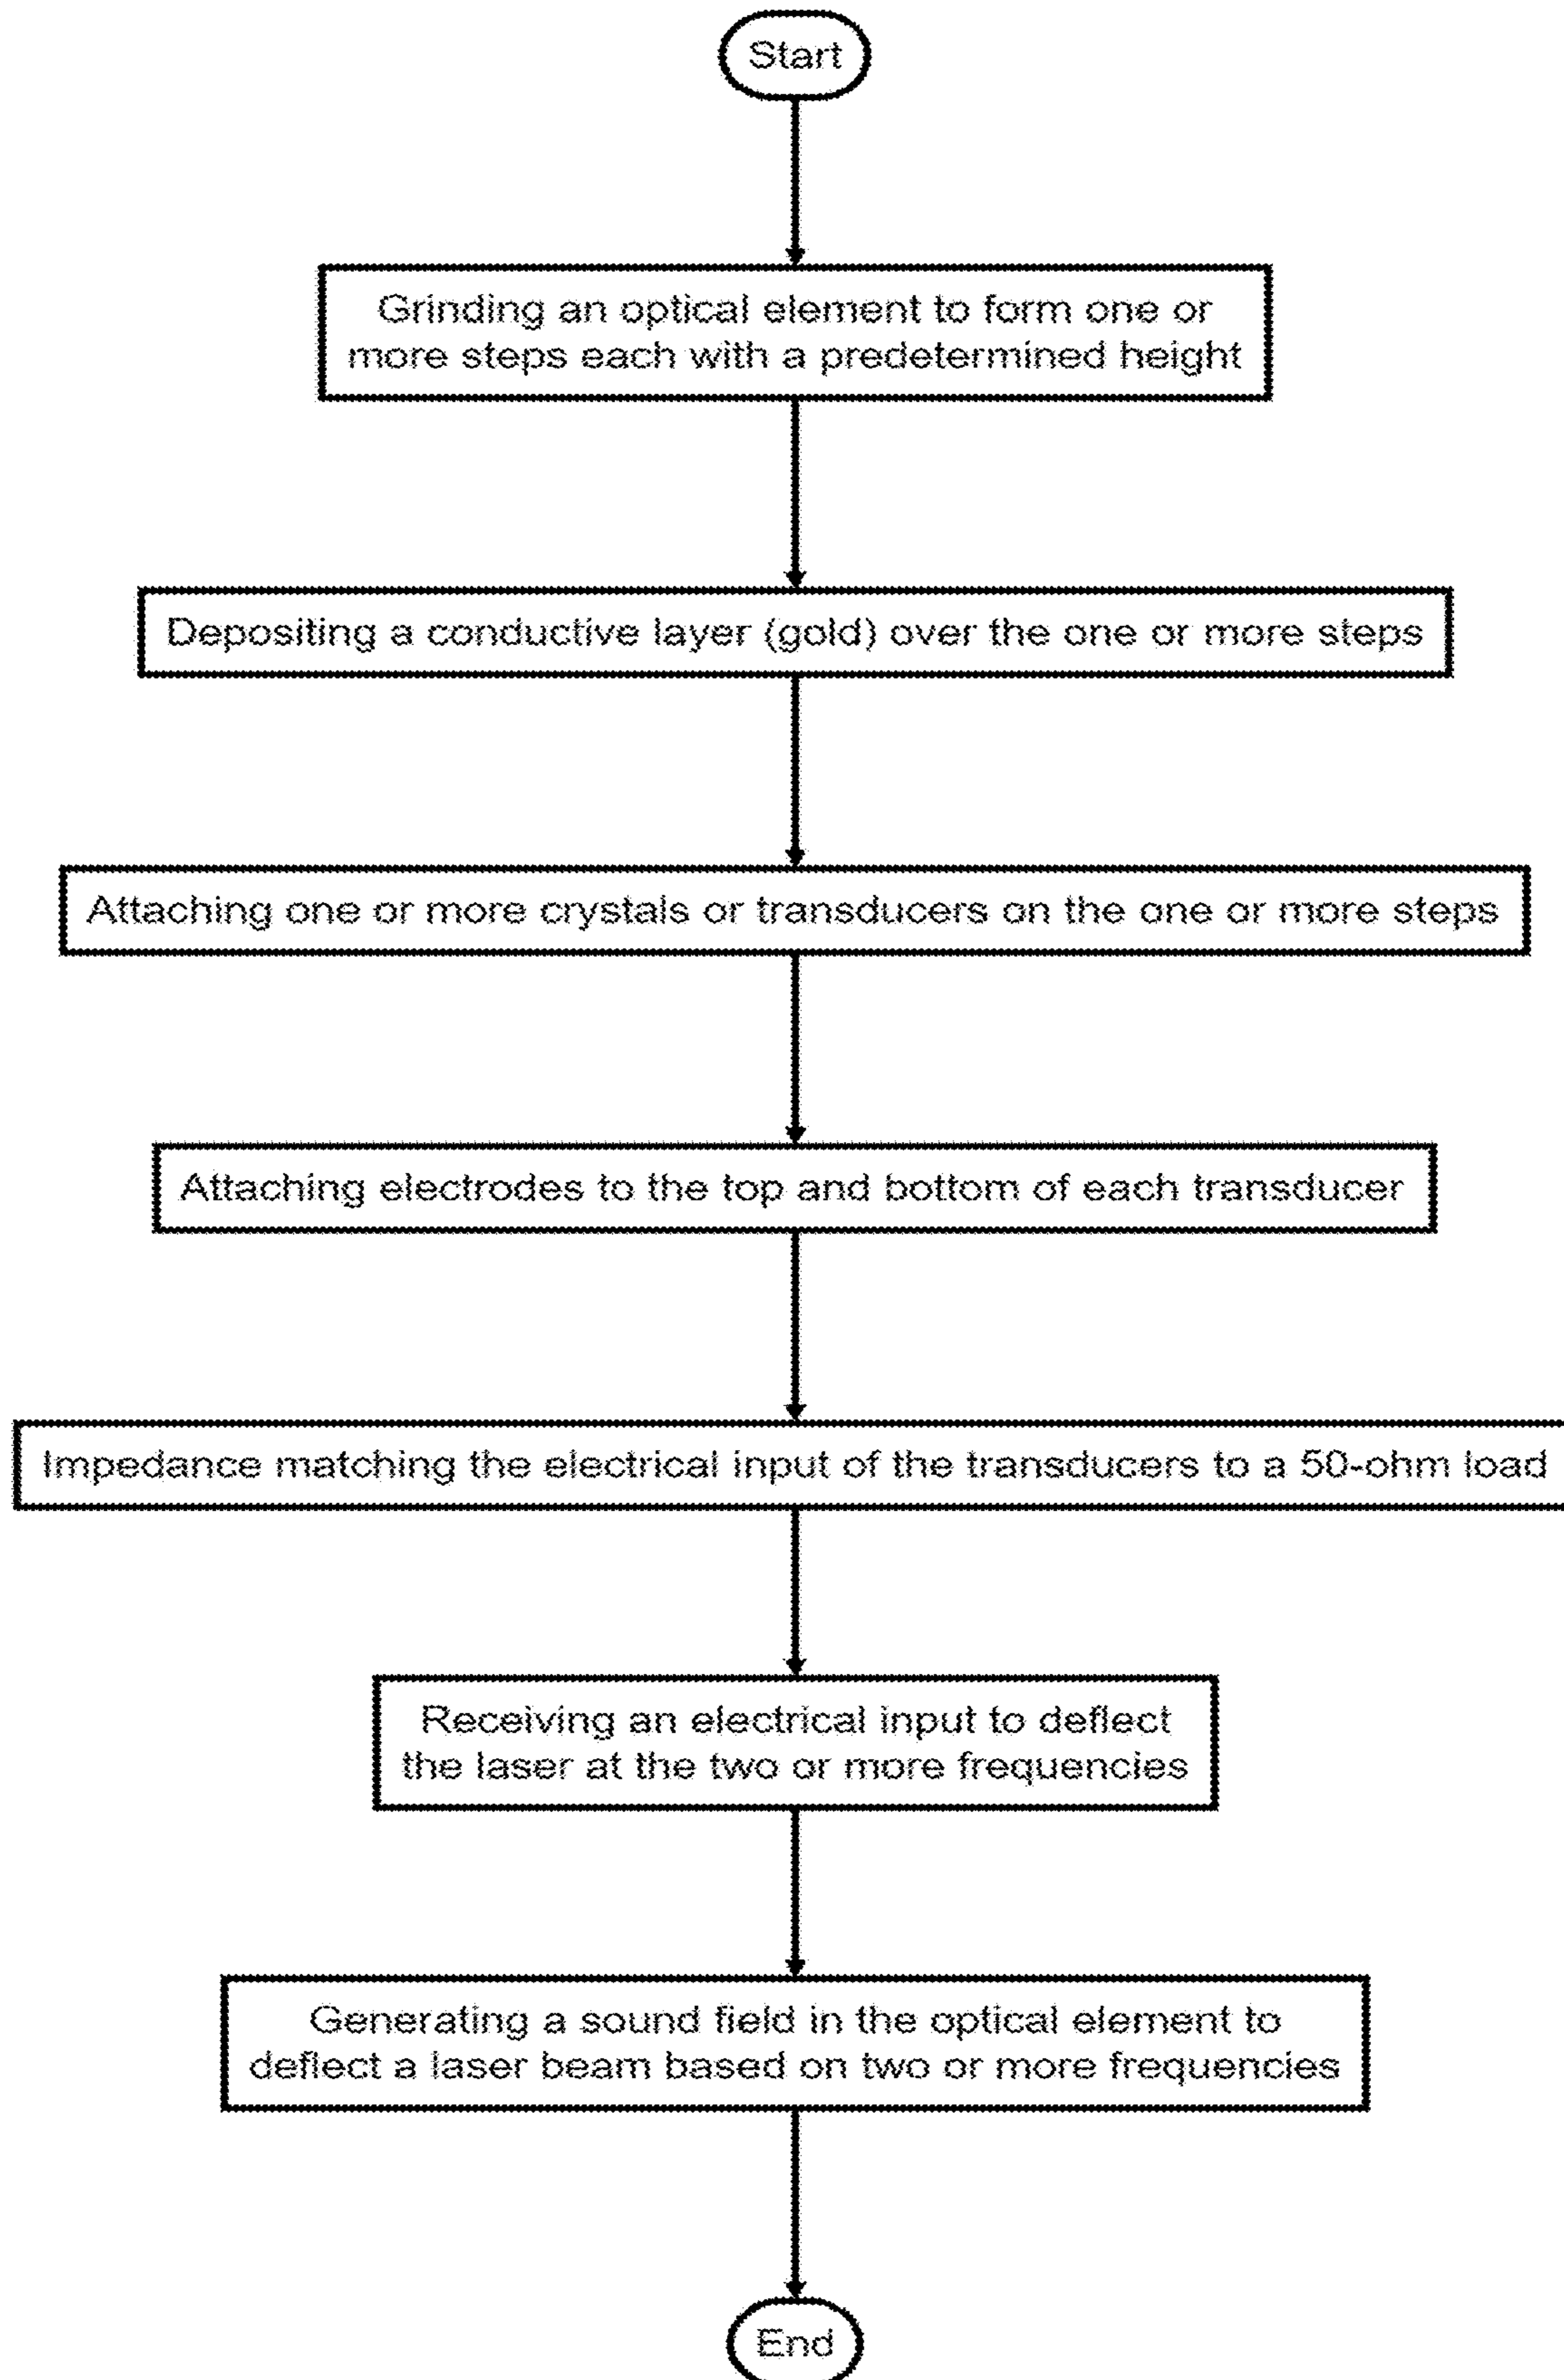 Start
Grinding an optical element to form one or
more steps each with a predetermined height
Depositing a conductive layer (gold) over the one or more steps
Attaching one or more crystals or transducers on the one or more steps
Attaching electrodes to the top and bottom of each transducer
Impedance matching the electrical input of the transducers to a 50-ohm load
Receiving an electrical input to deflect
the laser at the two or more frequencies
Generating a sound field in the optical element to
deflect a laser beam based on two or more frequencies
End